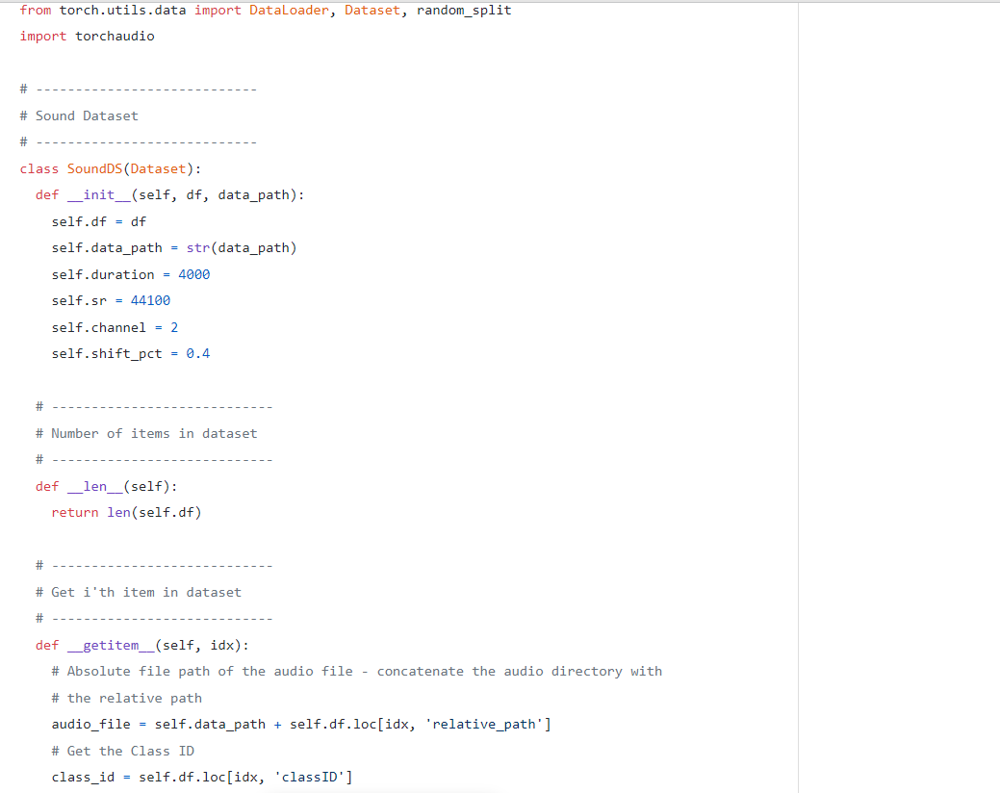 from torch.utils.data import DataLoader, Dataset, random_split
import torchaudio
# ----------------------------
# Sound Dataset
# ----------------------------
class SoundDS(Dataset):
  def __init__(self, df, data_path):
    self.df = df
    self.data_path = str(data_path)
    self.duration = 4000
    self.sr = 44100
    self.channel = 2
    self.shift_pct = 0.4
  # ----------------------------
  # Number of items in dataset
  # ----------------------------
  def __len__(self):
    return len(self.df)
  # ----------------------------
  # Get i'th item in dataset
  # ----------------------------
  def __getitem__(self, idx):
    # Absolute file path of the audio file - concatenate the audio directory with
    # the relative path
    audio_file = self.data_path + self.df.loc[idx, 'relative_path']
    # Get the Class ID
    class_id = self.df.loc[idx, 'classID']